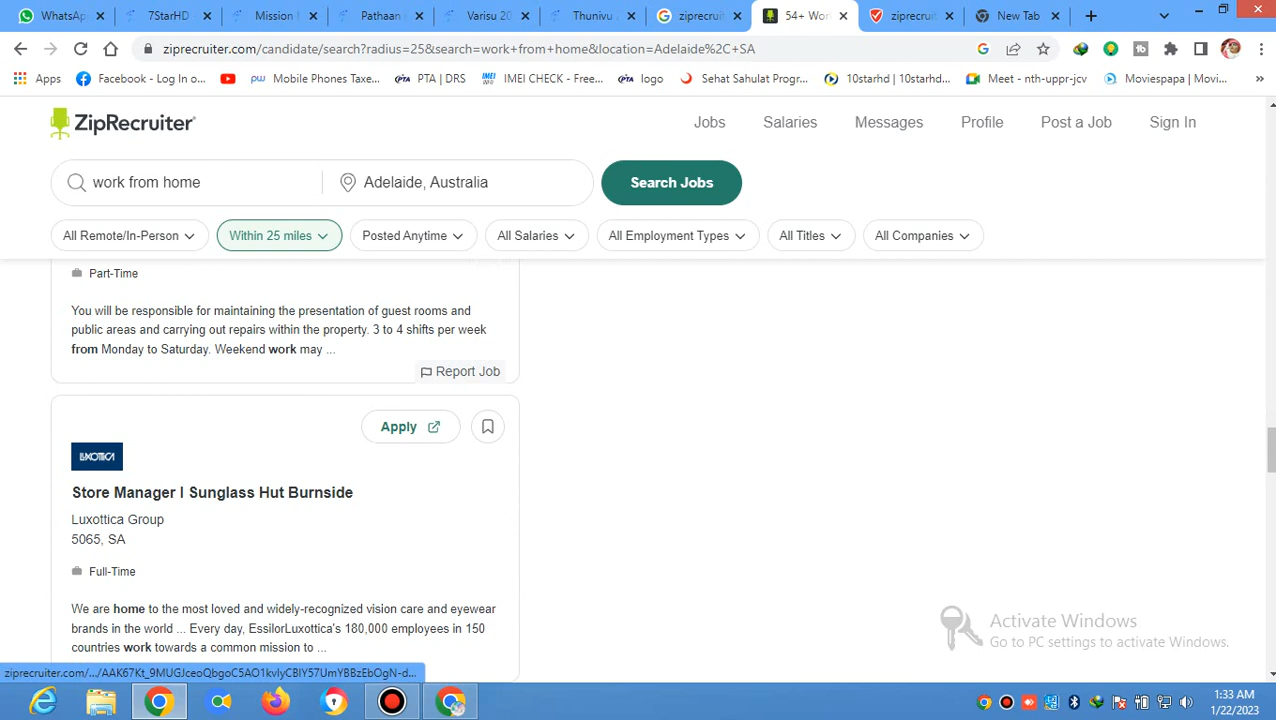 WhatsAp
7StarHD
Mission
Pathaan
Varisu 20
Thunivu
ziprecruit
54+ Wor
ziprecruit
New Tab
ziprecruiter.com/candidate/search?radius=25&search=work+from+home&location=Adelaide%2C+SA
Apps
Facebook - Log In o...
Mobile Phones Taxe...
PTA | DRS
IMEI CHECK - Free...
logo
Sehat Sahulat Progr...
10starhd | 10starhd...
Meet - nth-uppr-jcv
Moviespapa | Movi...
»
ZipRecruiter
Jobs
Salaries
Messages
Profile
Post a Job
Sign In
work from home
Adelaide, Australia
Search Jobs
All Remote/In-Person
Within 25 miles
Posted Anytime
All Salaries
All Employment Types
All Titles
All Companies
Part-Time
You will be responsible for maintaining the presentation of guest rooms and
public areas and carrying out repairs within the property. 3 to 4 shifts per week
from Monday to Saturday. Weekend work may ...
Report Job
Apply
LUXOTTICA
Store Manager I Sunglass Hut Burnside
Luxottica Group
5065, SA
Full-Time
We are home to the most loved and widely-recognized vision care and eyewear
brands in the world ... Every day, EssilorLuxottica's 180,000 employees in 150
countries work towards a common mission to ...
Activate Windows
Go to PC settings to activate Windows.
1:33 AM
1/22/2023